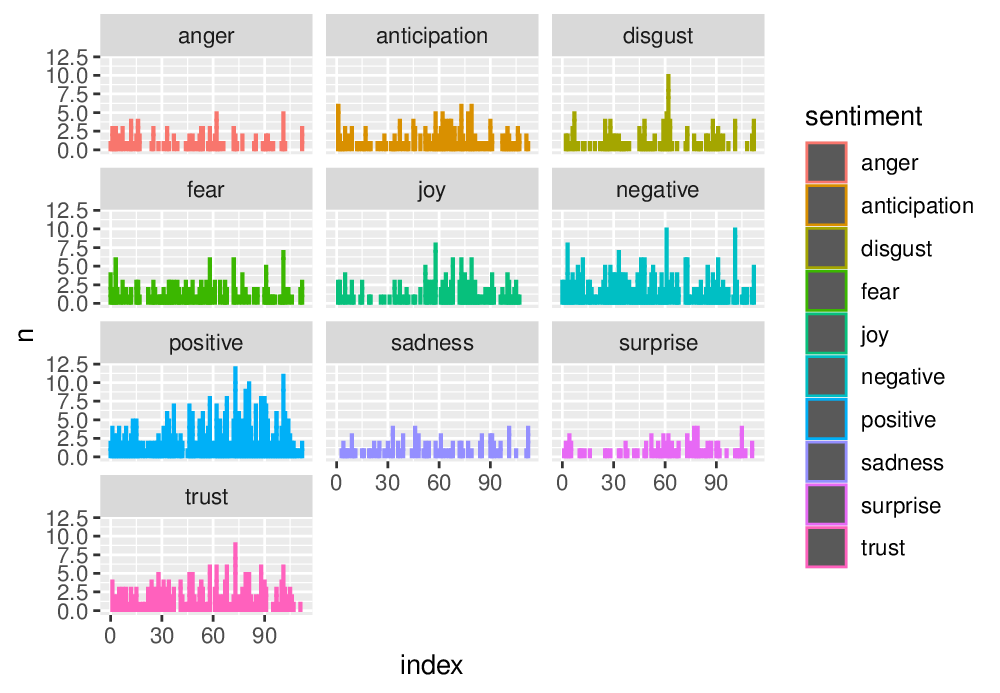 anger anticipation disgust
12.5
10.0
7.5
5.0
2.5
0.0
fear joy negative
12.5
10.0
7.5
5.0
2.5
0.0
n
positive sadness surprise
12.5
10.0
7.5
5.0
2.5
0.0
0 30 60 90 0 30 60 90
trust
12.5
10.0
7.5
5.0
2.5
0.0
0 30 60 90
index
sentiment
anger
anticipation
disgust
fear
joy
negative
positive
sadness
surprise
trust